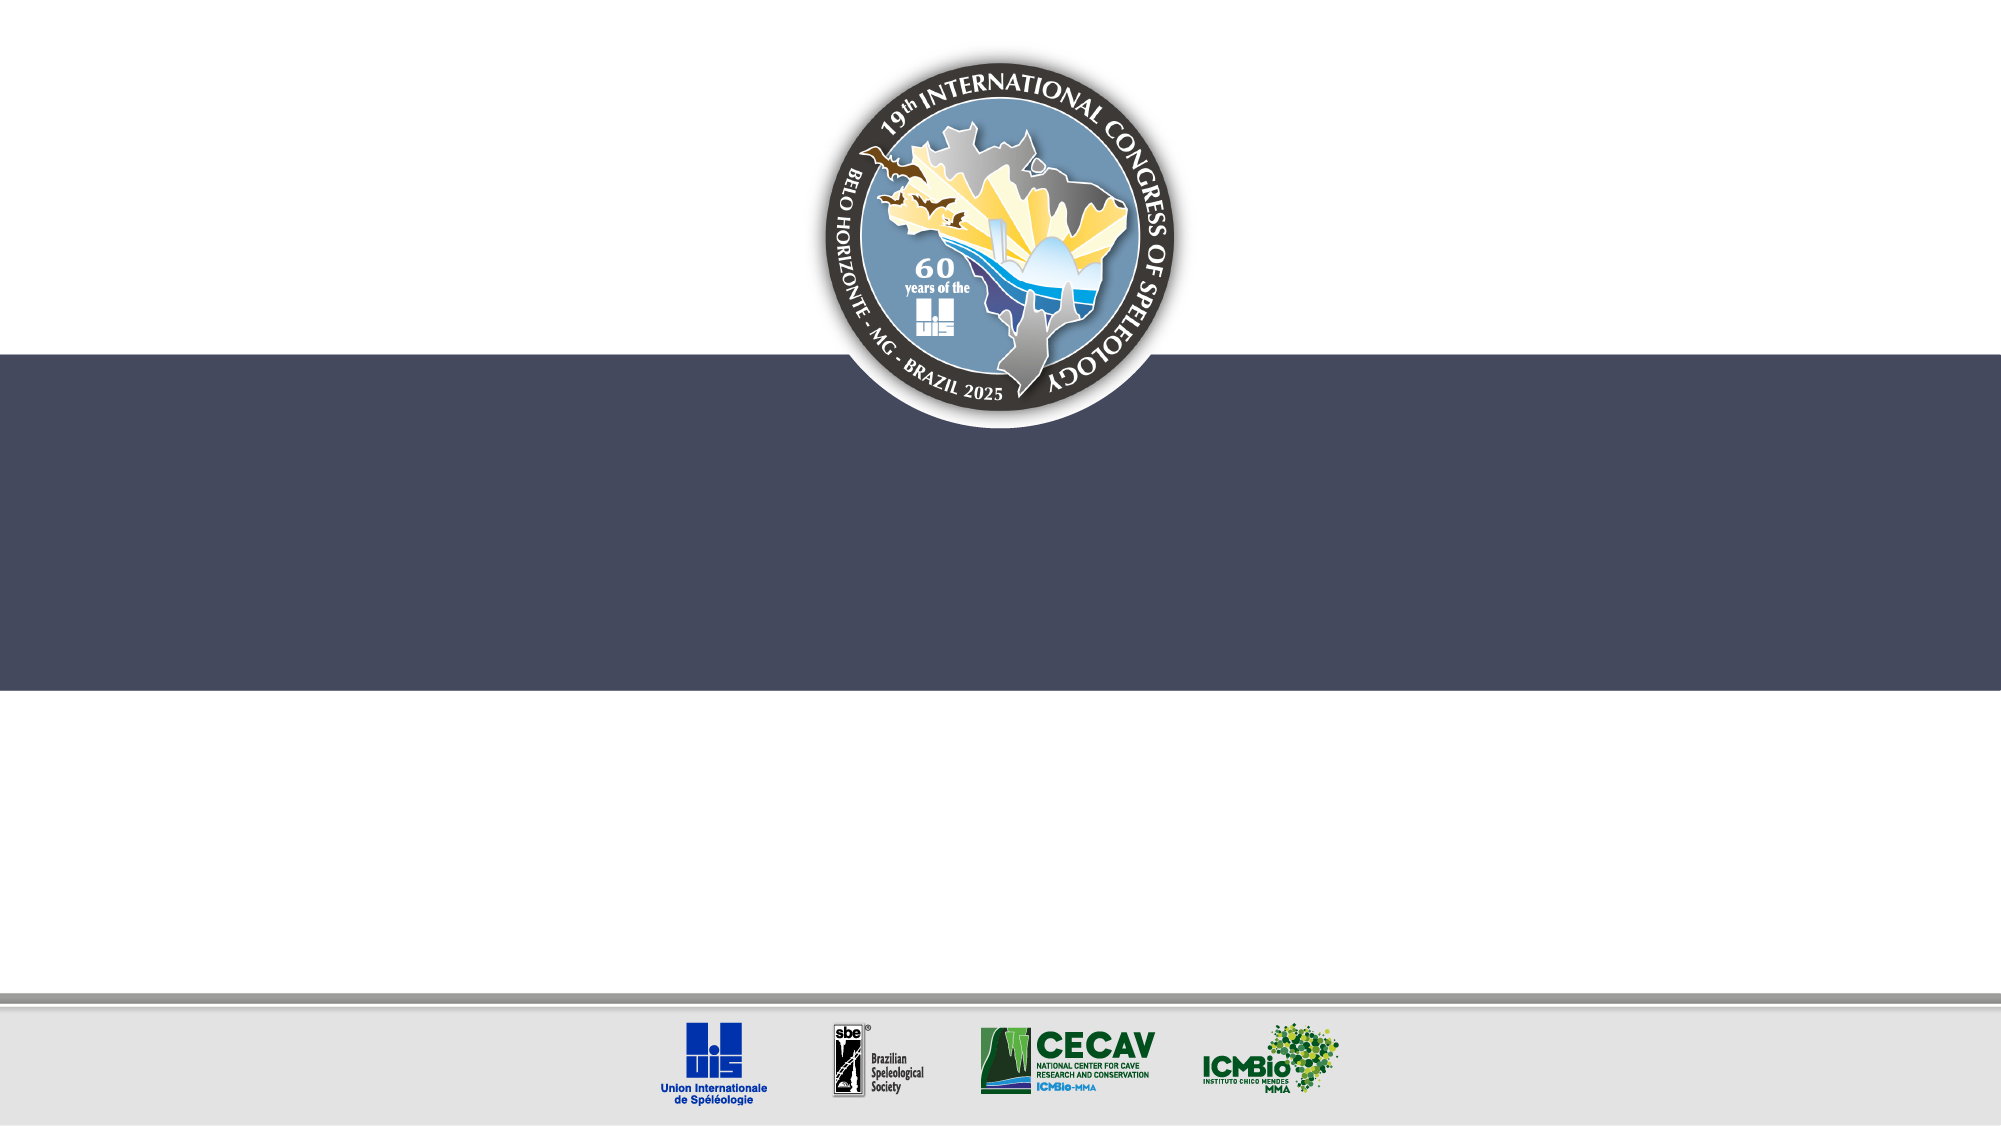 19th INTERNATIONAL CONGRESS OF SPELEOLOGY
BELO HORIZONTE - MG - BRAZIL 2025
60
years of the
uis
uis
Union Internationale
de Spéléologie
sbe®
Brazilian
Speleological
Society
CECAV
NATIONAL CENTER FOR CAVE
RESEARCH AND CONSERVATION
ICMBio-MMA
ICMBio
INSTITUTO CHICO MENDES
MMA